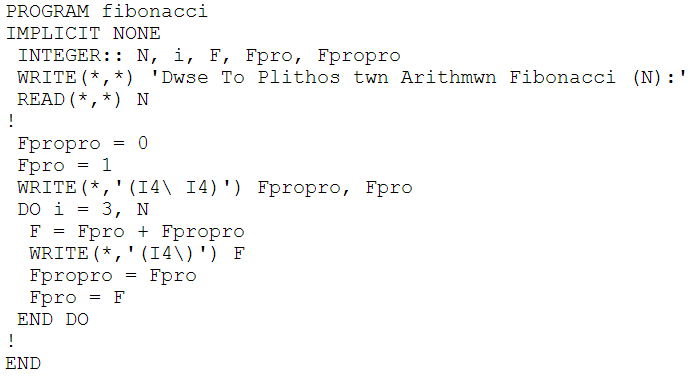 PROGRAM fibonacci
IMPLICIT NONE
 INTEGER:: N, i, F, Fpro, Fpropro
 WRITE(*,*) 'Dwse To Plithos twn Arithmwn Fibonacci (N):'
 READ(*,*) N
!
 Fpropro = 0
 Fpro = 1
 WRITE(*,'(I4\ I4)') Fpropro, Fpro
 DO i = 3, N
  F = Fpro + Fpropro
  WRITE(*,'(I4\)') F
  Fpropro = Fpro
  Fpro = F
 END DO
!
END